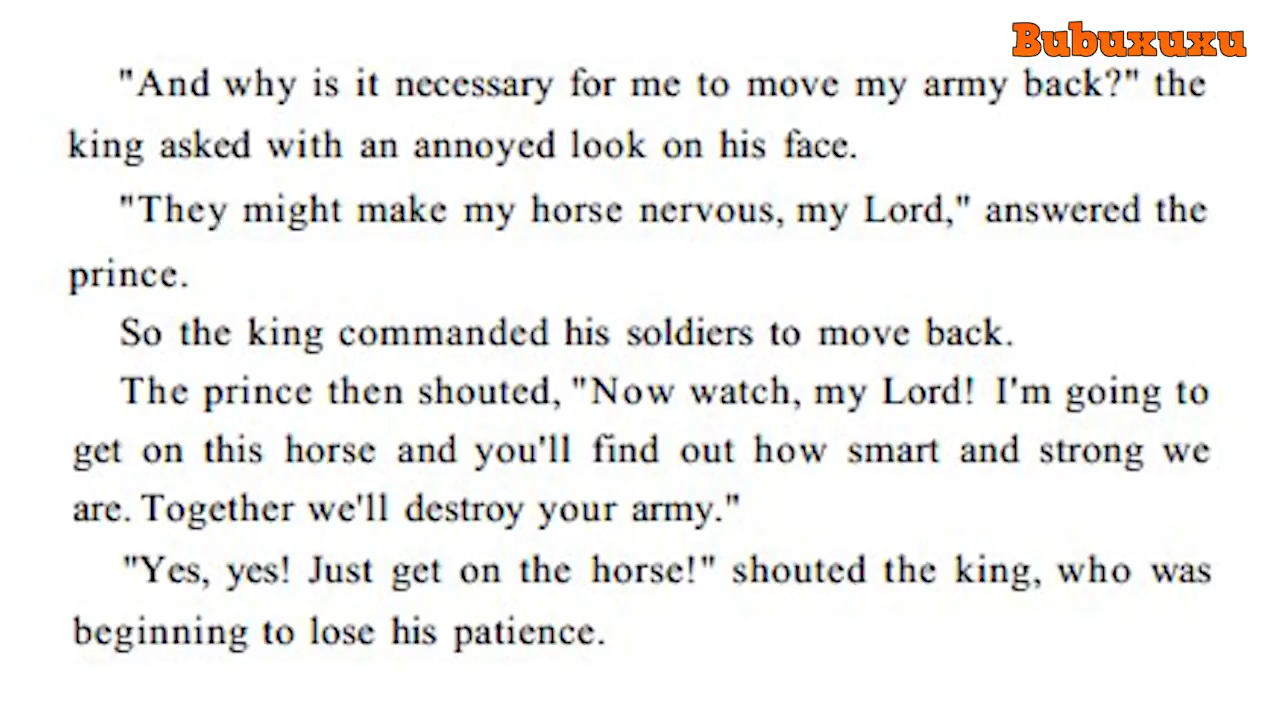 Bubuxuxu
"And why is it necessary for me to move my army back?" the
king asked with an annoyed look on his face.
"They might make my horse nervous, my Lord," answered the
prince.
So the king commanded his soldiers to move back.
The prince then shouted, "Now watch, my Lord! I'm going to
get on this horse and you'll find out how smart and strong we
are. Together we'll destroy your army."
"Yes, yes! Just get on the horse!" shouted the king, who was
beginning to lose his patience.